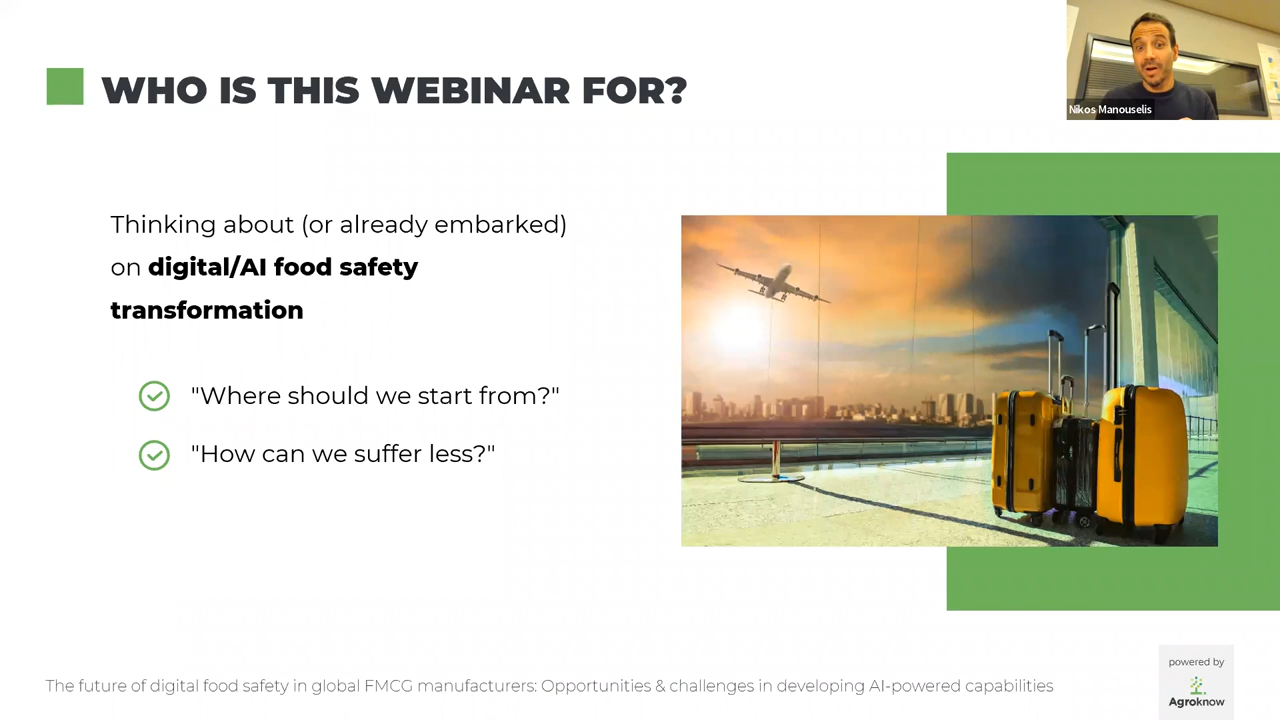 WHO IS THIS WEBINAR FOR?
Nikos Manouselis
Thinking about (or already embarked)
on digital/AI food safety
transformation
"Where should we start from?"
"How can we suffer less?"
The future of digital food safety in global FMCG manufacturers: Opportunities & challenges in developing AI-powered capabilities
powered by
Agroknow